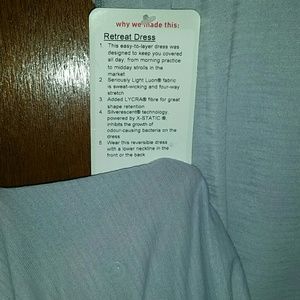 why we made this:
Retreat Dress
1. This easy-to-layer dress was
designed to keep you covered
all day, from morning practice
to midday strolls in the
market
2. Seriously Light Luon® fabric
is sweat-wicking and four-way
stretch
3. Added LYCRA® fibre for great
shape retention
4. Silverescent® technology,
powered by X-STATIC ®,
inhibits the growth of
odour-causing bacteria on the
dress
5. Wear this reversible dress
with a lower neckline in the
front or the back